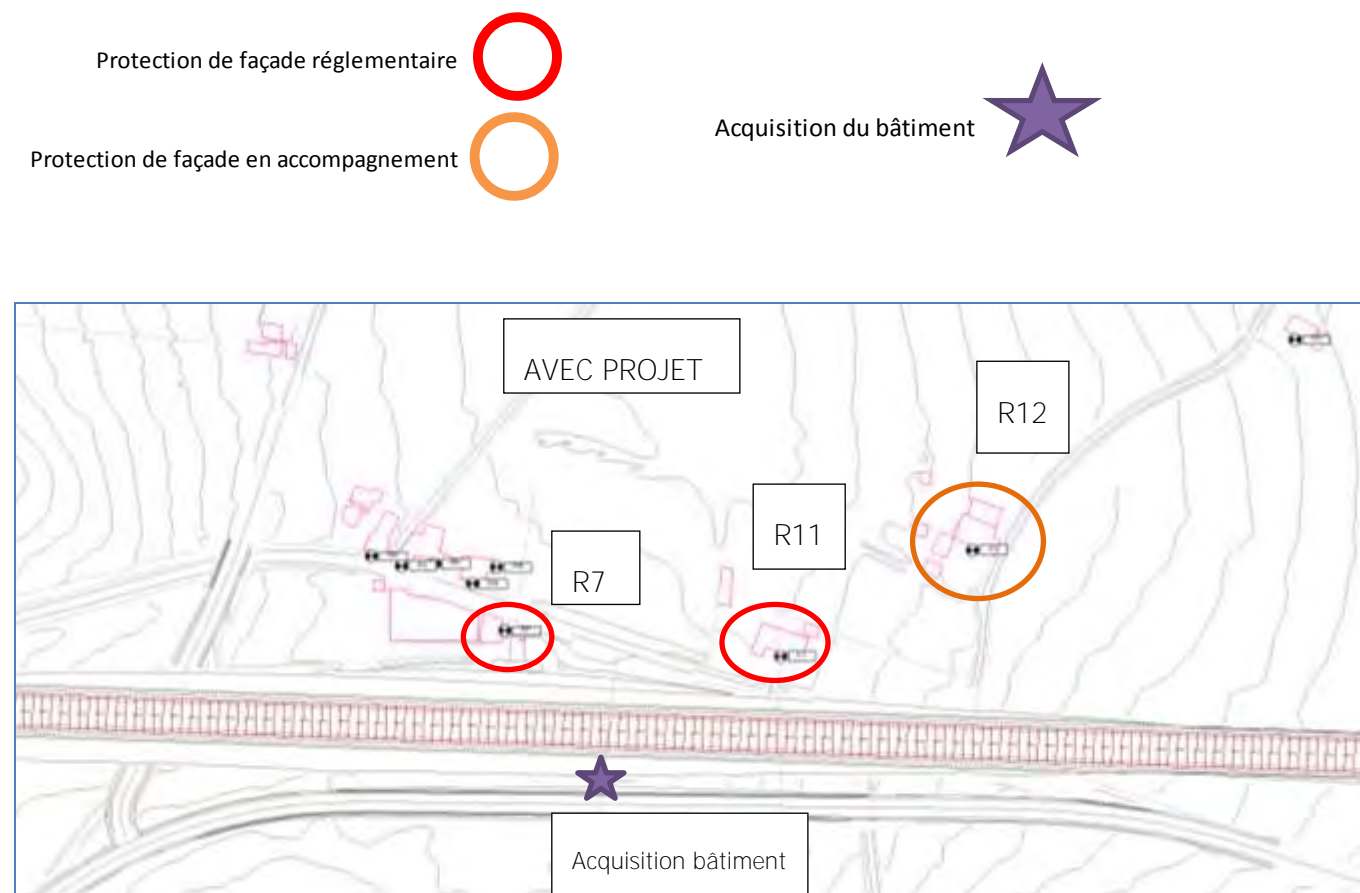 Protection de façade réglementaire
Protection de façade en accompagnement
Acquisition du bâtiment
AVEC PROJET
R12
R11
R7
Acquisition bâtiment